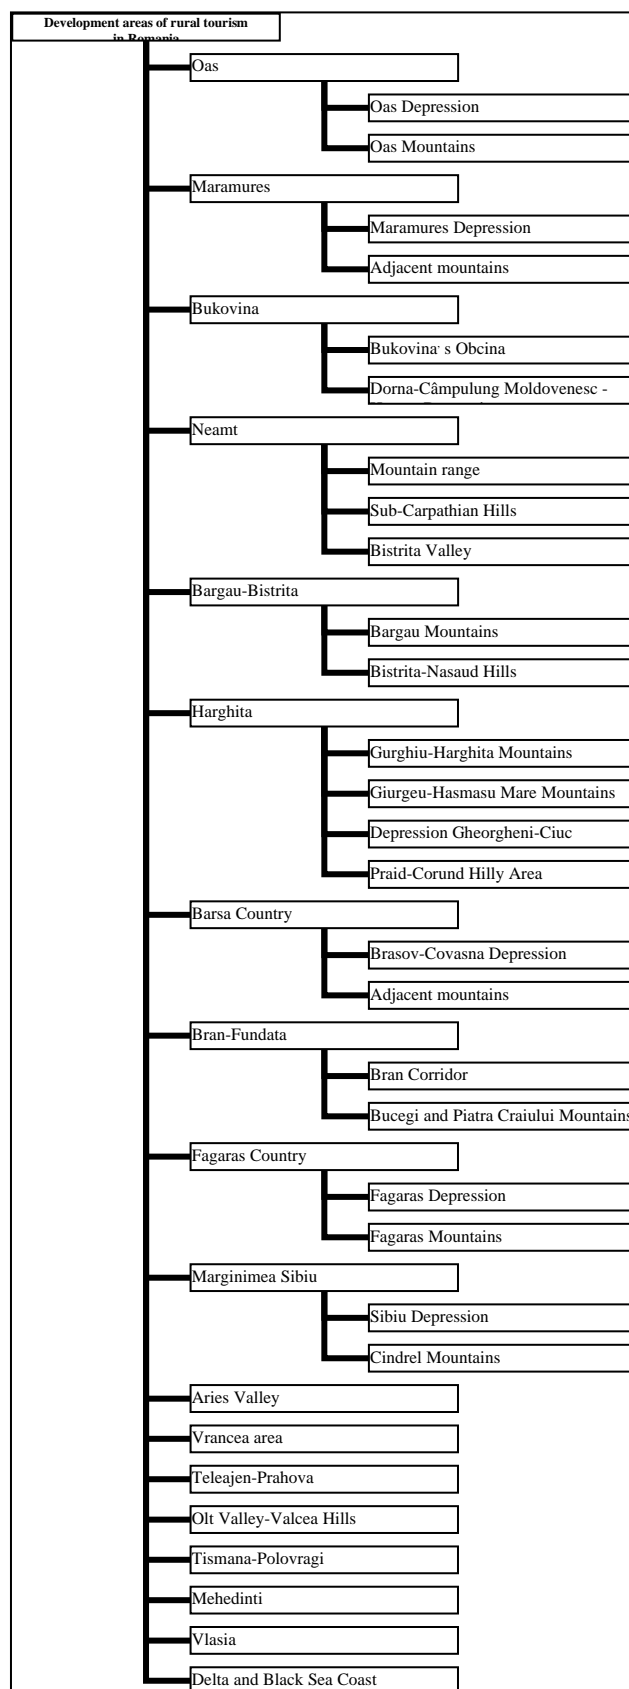 Development areas of rural tourism
in Romania
Oas
Oas Depression
Oas Mountains
Maramures
Maramures Depression
Adjacent mountains
Bukovina
Bukovina's Obcina
Dorna-Câmpulung Moldovenesc -
Neamt
Mountain range
Sub-Carpathian Hills
Bistrita Valley
Bargau-Bistrita
Bargau Mountains
Bistrita-Nasaud Hills
Harghita
Gurghiu-Harghita Mountains
Giurgeu-Hasmasu Mare Mountains
Depression Gheorgheni-Ciuc
Praid-Corund Hilly Area
Barsa Country
Brasov-Covasna Depression
Adjacent mountains
Bran-Fundata
Bran Corridor
Bucegi and Piatra Craiului Mountains
Fagaras Country
Fagaras Depression
Fagaras Mountains
Marginimea Sibiu
Sibiu Depression
Cindrel Mountains
Aries Valley
Vrancea area
Teleajen-Prahova
Olt Valley-Valcea Hills
Tismana-Polovragi
Mehedinti
Vlasia
Delta and Black Sea Coast